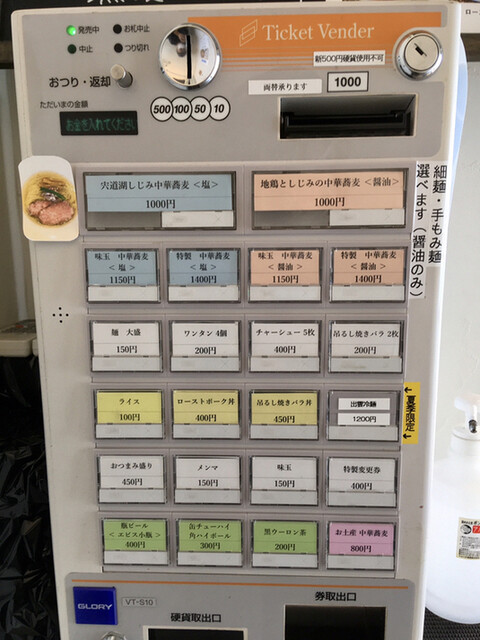 発売中
お札中止
中止
つり切れ
Ticket Vender
新500円硬貨使用不可
おつり・返却
両替承ります
1000
ただいまの金額
お金を入れてくださ
500 100 50 10
宍道湖しじみ中華蕎麦 <塩>
1000円
地鶏としじみの中華蕎麦 <醤油>
1000円
細麺・手もみ麺
選べます(醤油のみ)
味玉 中華蕎麦
<塩>
1150円
特製 中華蕎麦
<塩>
1400円
味玉 中華蕎麦
<醤油>
1150円
特製 中華蕎麦
<醤油>
1400円
麺 大盛
150円
ワンタン 4個
200円
チャーシュー 5枚
400円
吊るし焼きバラ 2枚
200円
ライス
100円
ローストポーク丼
400円
吊るし焼きバラ丼
450円
出雲冷麺
1200円
夏季限定
おつまみ盛り
450円
メンマ
150円
味玉
150円
特製変更券
400円
瓶ビール
<エビス小瓶>
400円
缶チューハイ
角ハイボール
300円
黒ウーロン茶
200円
お土産 中華蕎麦
800円
GLORY
VT-S10
硬貨取出口
券取出口